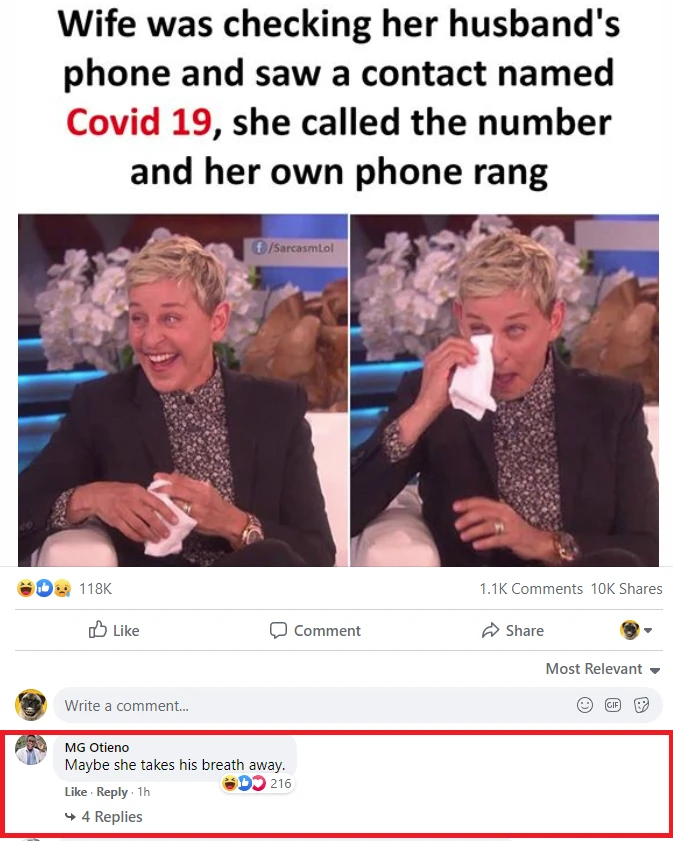 Wife was checking her husband's
phone and saw a contact named
Covid 19, she called the number
and her own phone rang
f /SarcasmLol
118K
1.1K Comments 10K Shares
Like Comment Share
Most Relevant
Write a comment...
GIF
MG Otieno
Maybe she takes his breath away.
216
Like · Reply · 1h
4 Replies